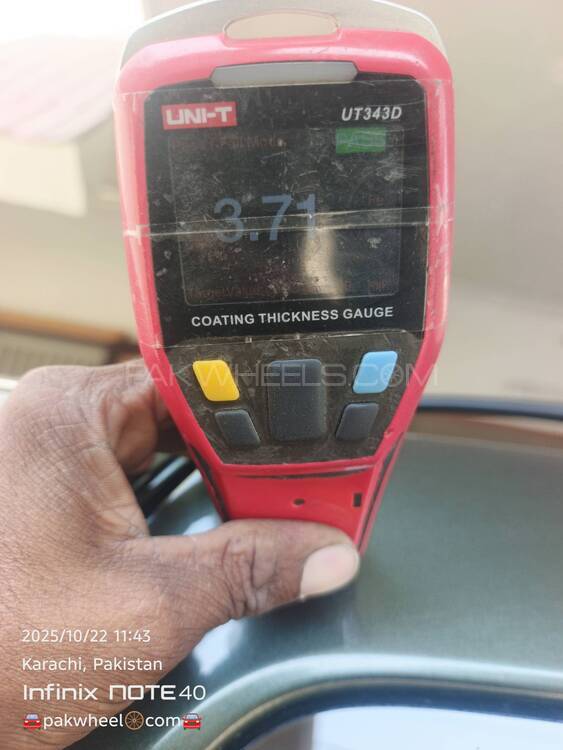 UNI-T
UT343D
3.71
COATING THICKNESS GAUGE
PAKWHEELS.COM
2025/10/22 11:43
Karachi, Pakistan
Infinix NOTE 40
🚘pakwheel🛞com🚘